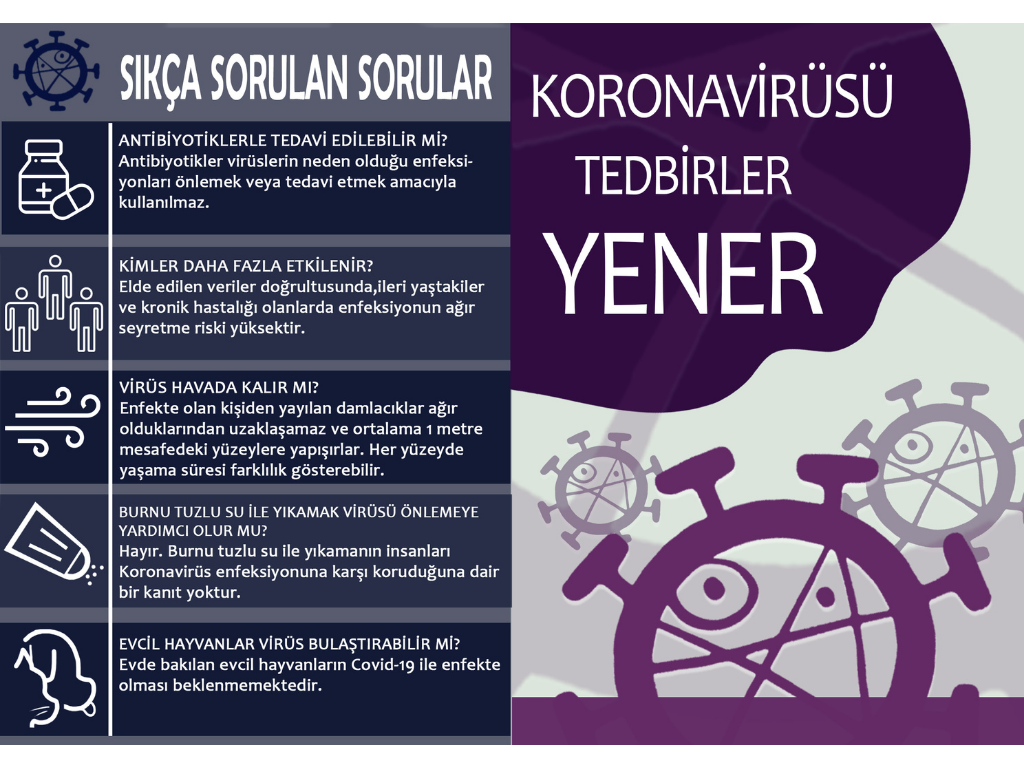 SIKÇA SORULAN SORULAR
ANTİBİYOTİKLERLE TEDAVİ EDİLEBİLİR Mİ?
Antibiyotikler virüslerin neden olduğu enfeksi-
yonları önlemek veya tedavi etmek amacıyla
kullanılmaz.
KİMLER DAHA FAZLA ETKİLENİR?
Elde edilen veriler doğrultusunda,ileri yaştakiler
ve kronik hastalığı olanlarda enfeksiyonun ağır
seyretme riski yüksektir.
VİRÜS HAVADA KALIR MI?
Enfekte olan kişiden yayılan damlacıklar ağır
olduklarından uzaklaşamaz ve ortalama 1 metre
mesafedeki yüzeylere yapışırlar. Her yüzeyde
yaşama süresi farklılık gösterebilir.
BURNU TUZLU SU İLE YIKAMAK VİRÜSÜ ÖNLEMEYE
YARDIMCI OLUR MU?
Hayır. Burnu tuzlu su ile yıkamanın insanları
Koronavirüs enfeksiyonuna karşı koruduğuna dair
bir kanıt yoktur.
EVCİL HAYVANLAR VİRÜS BULAŞTIRABİLİR Mİ?
Evde bakılan evcil hayvanların Covid-19 ile enfekte
olması beklenmemektedir.
KORONAVİRÜSÜ
TEDBİRLER
YENER